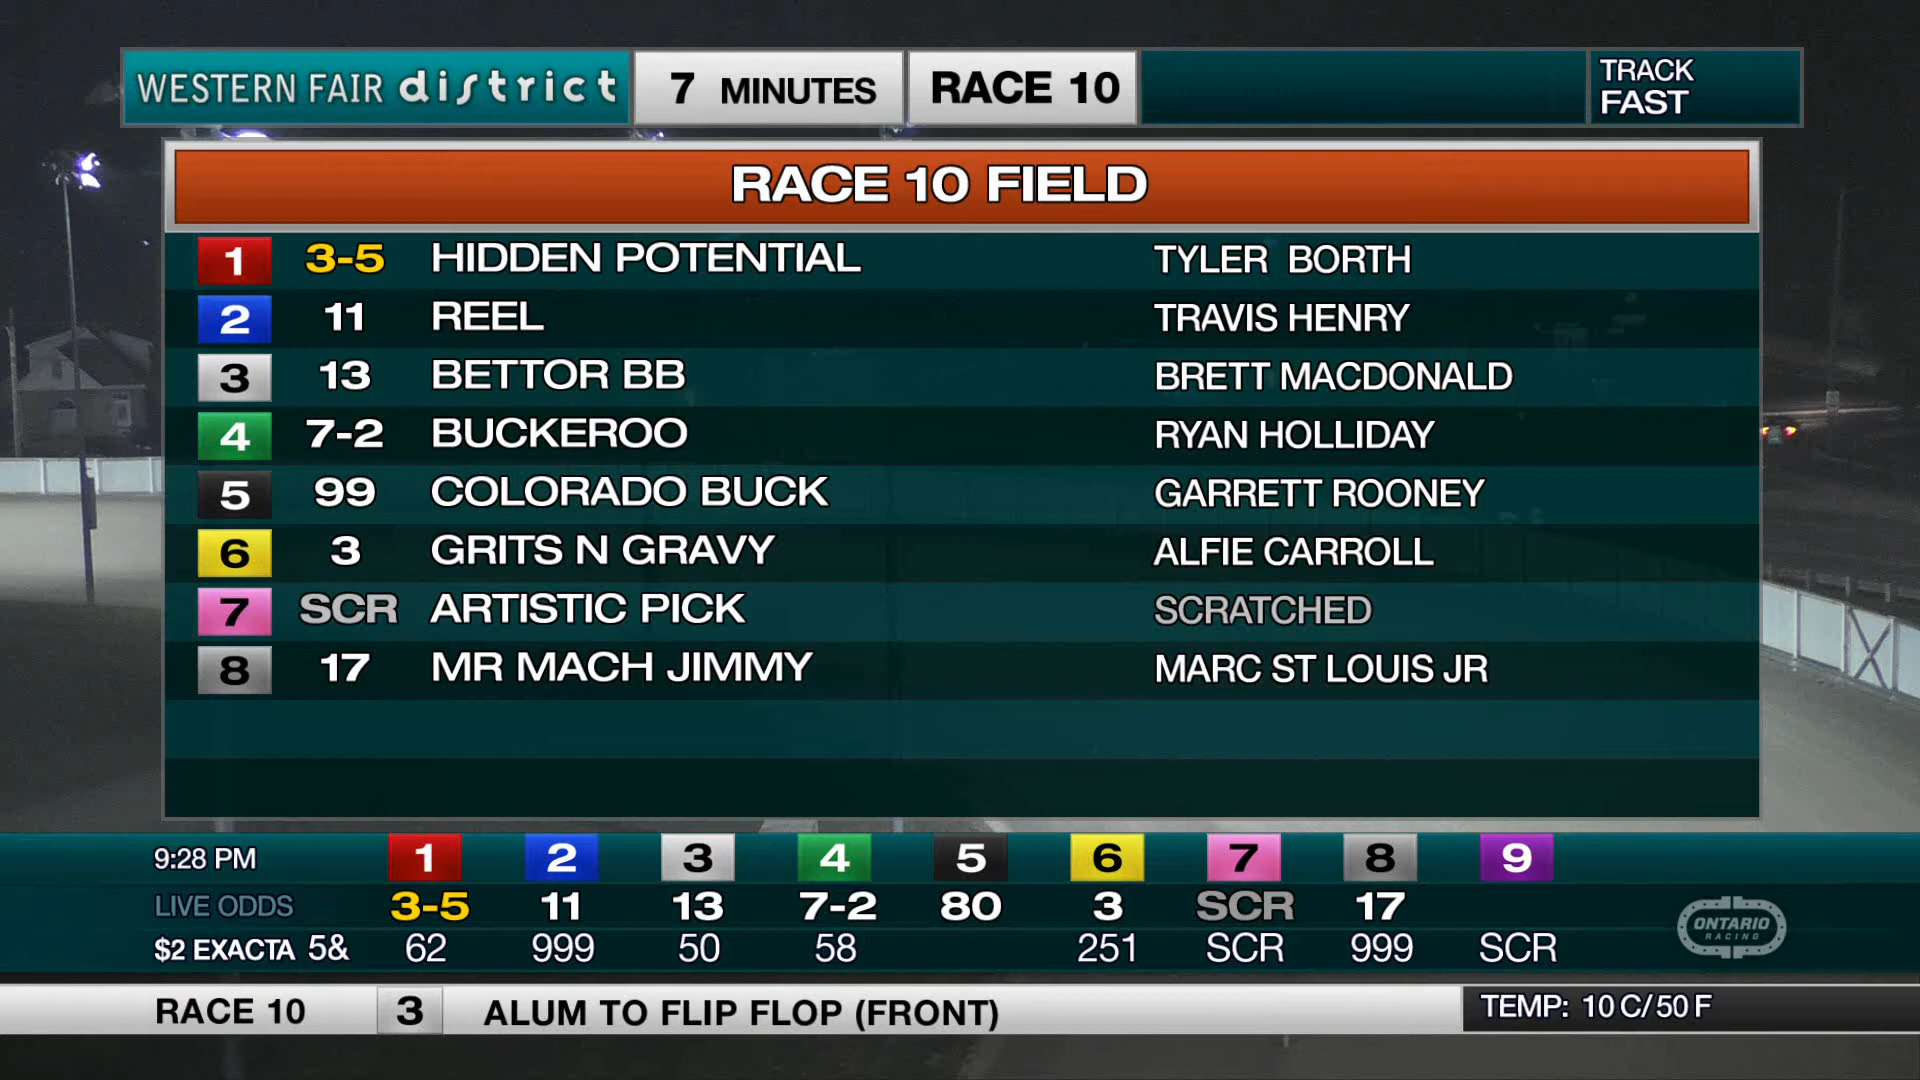 WESTERN FAIR district 7 MINUTES RACE 10 TRACK FAST
RACE 10 FIELD
1 3-5 HIDDEN POTENTIAL TYLER BORTH
2 11 REEL TRAVIS HENRY
3 13 BETTOR BB BRETT MACDONALD
4 7-2 BUCKEROO RYAN HOLLIDAY
5 99 COLORADO BUCK GARRETT ROONEY
6 3 GRITS N GRAVY ALFIE CARROLL
7 SCR ARTISTIC PICK SCRATCHED
8 17 MR MACH JIMMY MARC ST LOUIS JR
9:28 PM 1 2 3 4 5 6 7 8 9
LIVE ODDS 3-5 11 13 7-2 80 3 SCR 17
$2 EXACTA 5& 62 999 50 58 251 SCR 999 SCR
ONTARIO
RACING
RACE 10 3 ALUM TO FLIP FLOP (FRONT) TEMP: 10 C/50 F